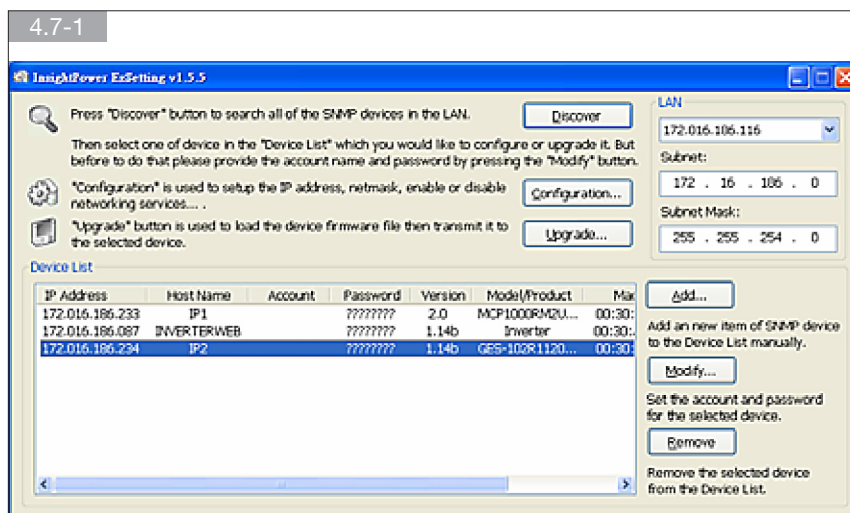 4.7-1
InsightPower EzSetting v1.5.5
Press "Discover" button to search all of the SNMP devices in the LAN.
Discover
Then select one of device in the "Device List" which you would like to configure or upgrade it. But
before to do that please provide the account name and password by pressing the "Modify" button.
"Configuration" is used to setup the IP address, netmask, enable or disable
networking services... .
Configuration...
"Upgrade" button is used to load the device firmware file then transmit it to
the selected device.
Upgrade...
LAN
172.016.186.116
Subnet:
172 . 16 . 186 . 0
Subnet Mask:
255 . 255 . 254 . 0
Device List
IP Address Host Name Account Password Version Model/Product Mac
172.016.186.233 IP1 ???????? 2.0 MCP1000RM2U... 00:30:
172.016.186.087 INVERTERWEB ???????? 1.14b Inverter 00:30:
172.016.186.234 IP2 ???????? 1.14b GES-102R1120... 00:30:
Add...
Add an new item of SNMP device
to the Device List manually.
Modify...
Set the account and password
for the selected device.
Remove
Remove the selected device
from the Device List.